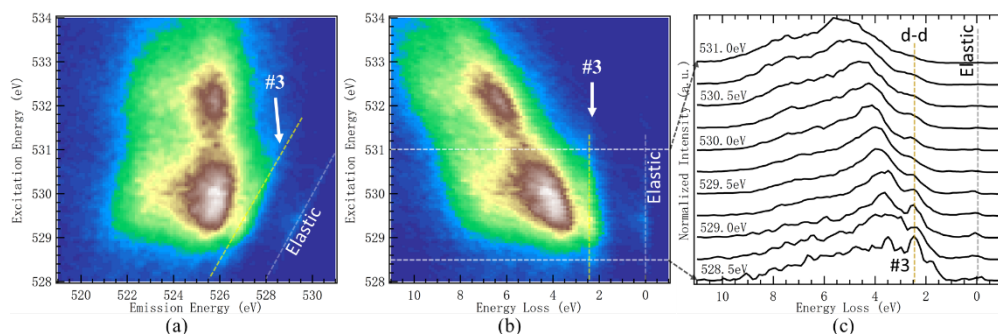 534
533
532
531
530
529
528
Excitation Energy (eV)
#3
Elastic
520
522
524
526
528
530
Emission Energy (eV)
(a)
534
533
532
531
530
529
528
Excitation Energy (eV)
#3
Elastic
10
8
6
4
2
0
Energy Loss (eV)
(b)
Normalized Intensity (a.u.)
d-d
Elastic
531.0eV
530.5eV
530.0eV
529.5eV
529.0eV
528.5eV
#3
10
8
6
4
2
0
Energy Loss (eV)
(c)